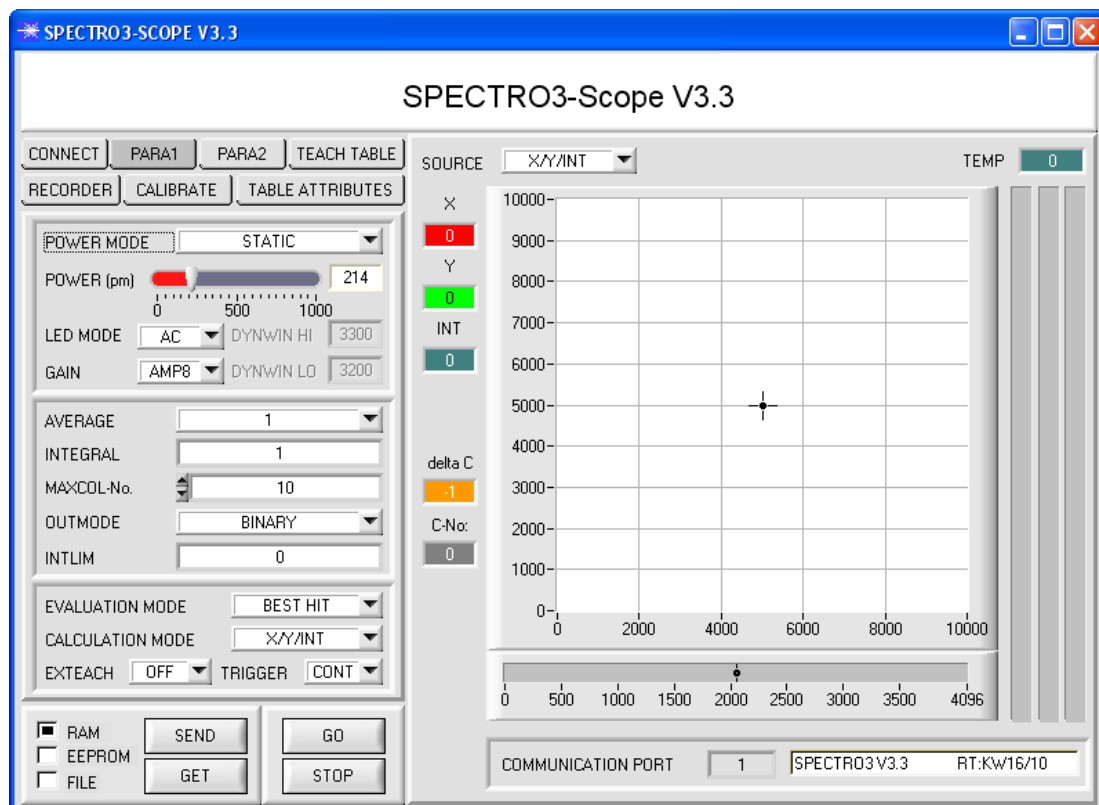 SPECTRO3-SCOPE V3.3
SPECTRO3-Scope V3.3
CONNECT PARA1 PARA2 TEACH TABLE
RECORDER CALIBRATE TABLE ATTRIBUTES
POWER MODE STATIC
POWER (pm) 214
0 500 1000
LED MODE AC DYNWIN HI 3300
GAIN AMP8 DYNWIN LO 3200
AVERAGE 1
INTEGRAL 1
MAXCOL-No. 10
OUTMODE BINARY
INTLIM 0
EVALUATION MODE BEST HIT
CALCULATION MODE X/Y/INT
EXTEACH OFF TRIGGER CONT
RAM
EEPROM
FILE
SEND GO
GET STOP
SOURCE X/Y/INT TEMP 0
X
0
Y
0
INT
0
delta C
-1
C-No:
0
10000
9000
8000
7000
6000
5000
4000
3000
2000
1000
0
0 2000 4000 6000 8000 10000
0 500 1000 1500 2000 2500 3000 3500 4096
COMMUNICATION PORT 1 SPECTRO3 V3.3 RT:KW16/10